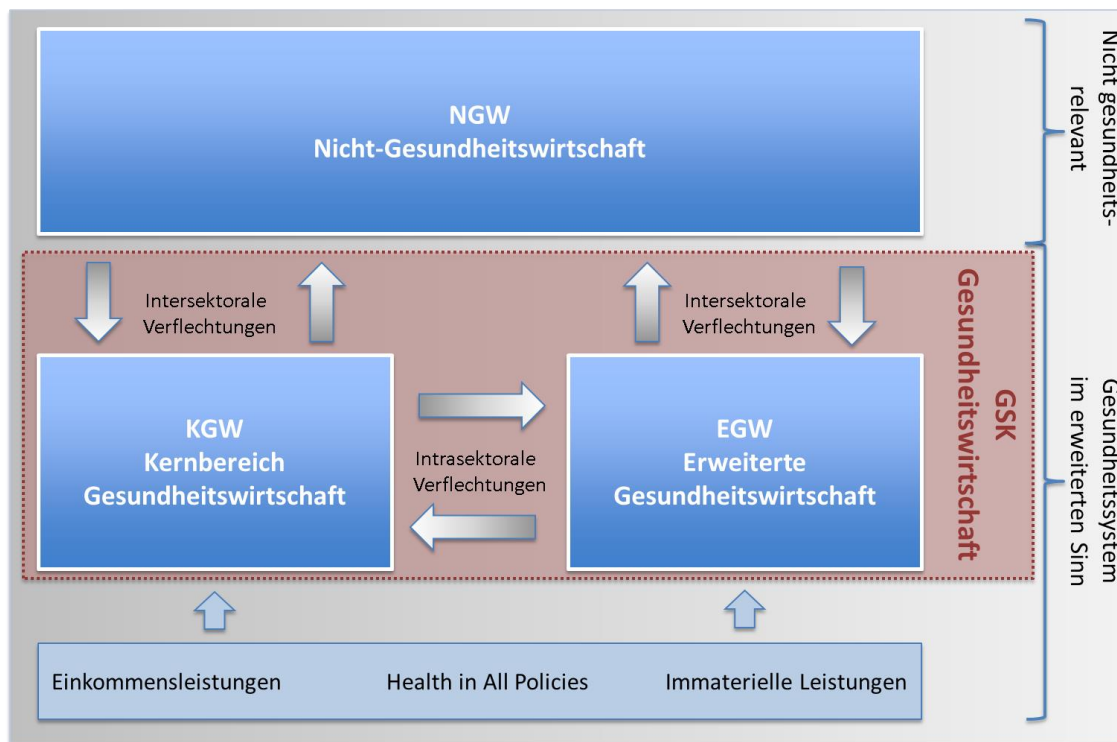 NGW
Nicht-Gesundheitswirtschaft
Nicht gesundheits-
relevant
Intersektorale
Verflechtungen
Intersektorale
Verflechtungen
GSK
Gesundheitswirtschaft
KGW
Kernbereich
Gesundheitswirtschaft
Intrasektorale
Verflechtungen
EGW
Erweiterte
Gesundheitswirtschaft
Gesundheitssystem
im erweiterten Sinn
Einkommensleistungen
Health in All Policies
Immaterielle Leistungen